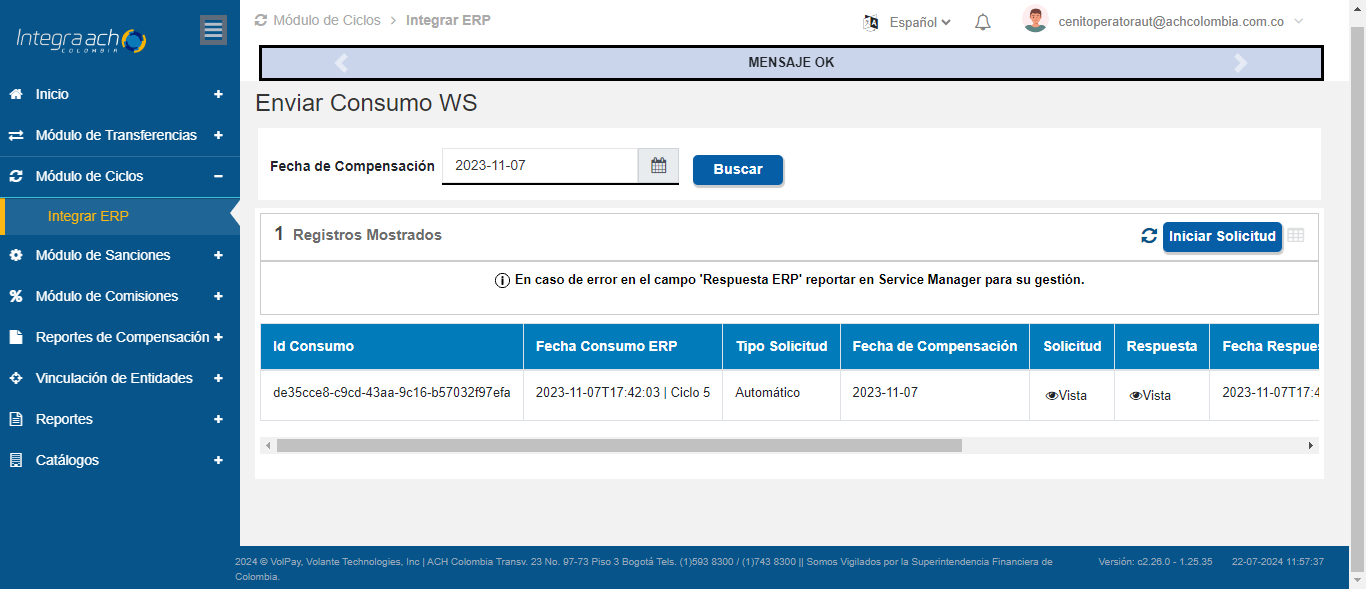 Integra ach
COLOMBIA
Módulo de Ciclos > Integrar ERP
Español
cenitoperatoraut@achcolombia.com.co
MENSAJE OK
Inicio +
Módulo de Transferencias +
Módulo de Ciclos −
Integrar ERP
Módulo de Sanciones +
Módulo de Comisiones +
Reportes de Compensación +
Vinculación de Entidades +
Reportes +
Catálogos +
Enviar Consumo WS
Fecha de Compensación 2023-11-07 Buscar
1 Registros Mostrados
Iniciar Solicitud
En caso de error en el campo 'Respuesta ERP' reportar en Service Manager para su gestión.
Id Consumo Fecha Consumo ERP Tipo Solicitud Fecha de Compensación Solicitud Respuesta Fecha Respues
de35cce8-c9cd-43aa-9c16-b57032f97efa 2023-11-07T17:42:03 | Ciclo 5 Automático 2023-11-07 Vista Vista 2023-11-07T17:4
2024 © VolPay, Volante Technologies, Inc | ACH Colombia Transv. 23 No. 97-73 Piso 3 Bogotá Tels. (1)593 8300 / (1)743 8300 || Somos Vigilados por la Superintendencia Financiera de
Colombia.
Versión: c2.26.0 - 1.25.35 22-07-2024 11:57:37